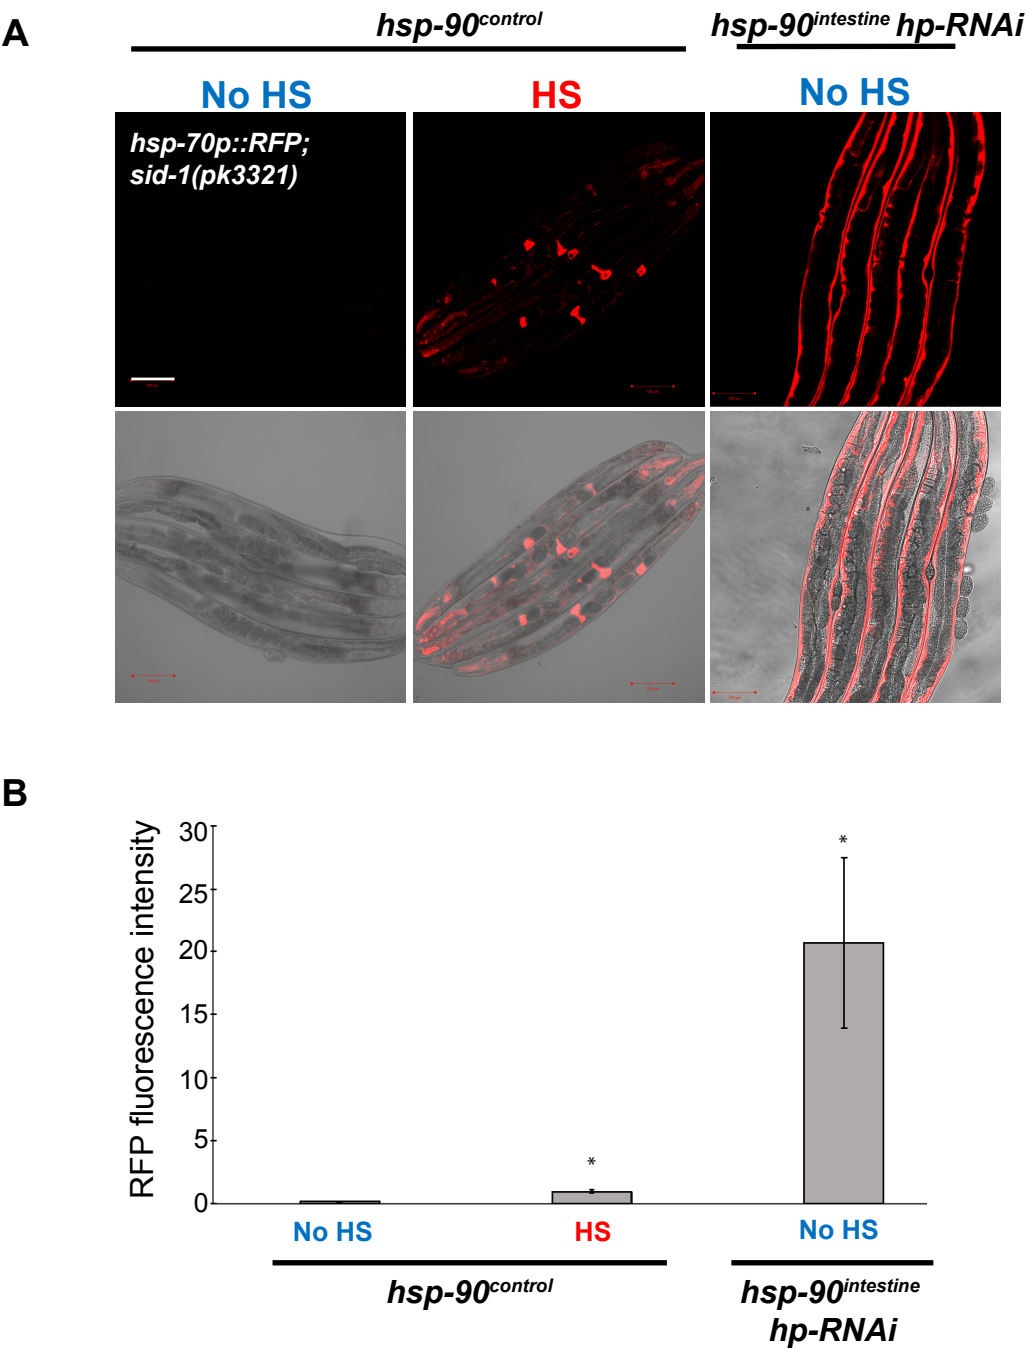 A
hsp-90control
hsp-90intestine hp-RNAi
No HS
HS
No HS
hsp-70p::RFP;
sid-1(pk3321)
B
RFP fluorescence intensity
30
25
20
15
10
5
0
*
*
No HS
HS
No HS
hsp-90control
hsp-90intestine
hp-RNAi